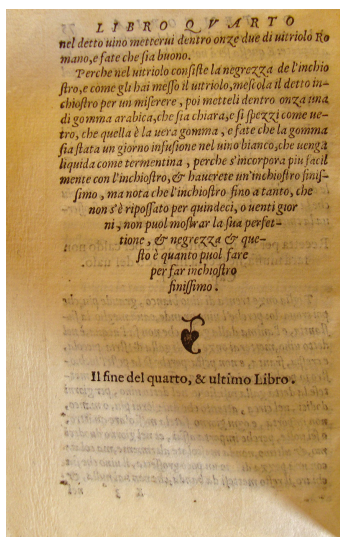 LIBRO QVARTO
nel detto uino metterui dentro onze due di uitriolo Ro
mano, e fate che sia buono.
Perche nel uitriolo consiste la negrezza de l'inchio
stro, e come gli hai messo il uitriolo, mescola il detto in-
chiostro per un miserere, poi metteli dentro onza una
di gomma arabica, che sia chiara, e si spezzi come ue-
tro, che quella è la uera gomma, e fate che la gomma
sia stata un giorno infusione nel uino bianco, che uenga
liquida come termentina, perche s'incorpora piu facil
mente con l'inchiostro, & hauerete un'inchiostro finis-
simo, ma nota che l'inchiostro fino a tanto, che
non s'è ripossato per quindeci, o uenti gior
ni, non puol mostrar la sua perfet-
tione, & negrezza & que-
sto è quanto puol fare
per far inchiostro
finissimo.
Il fine del quarto, & ultimo Libro.